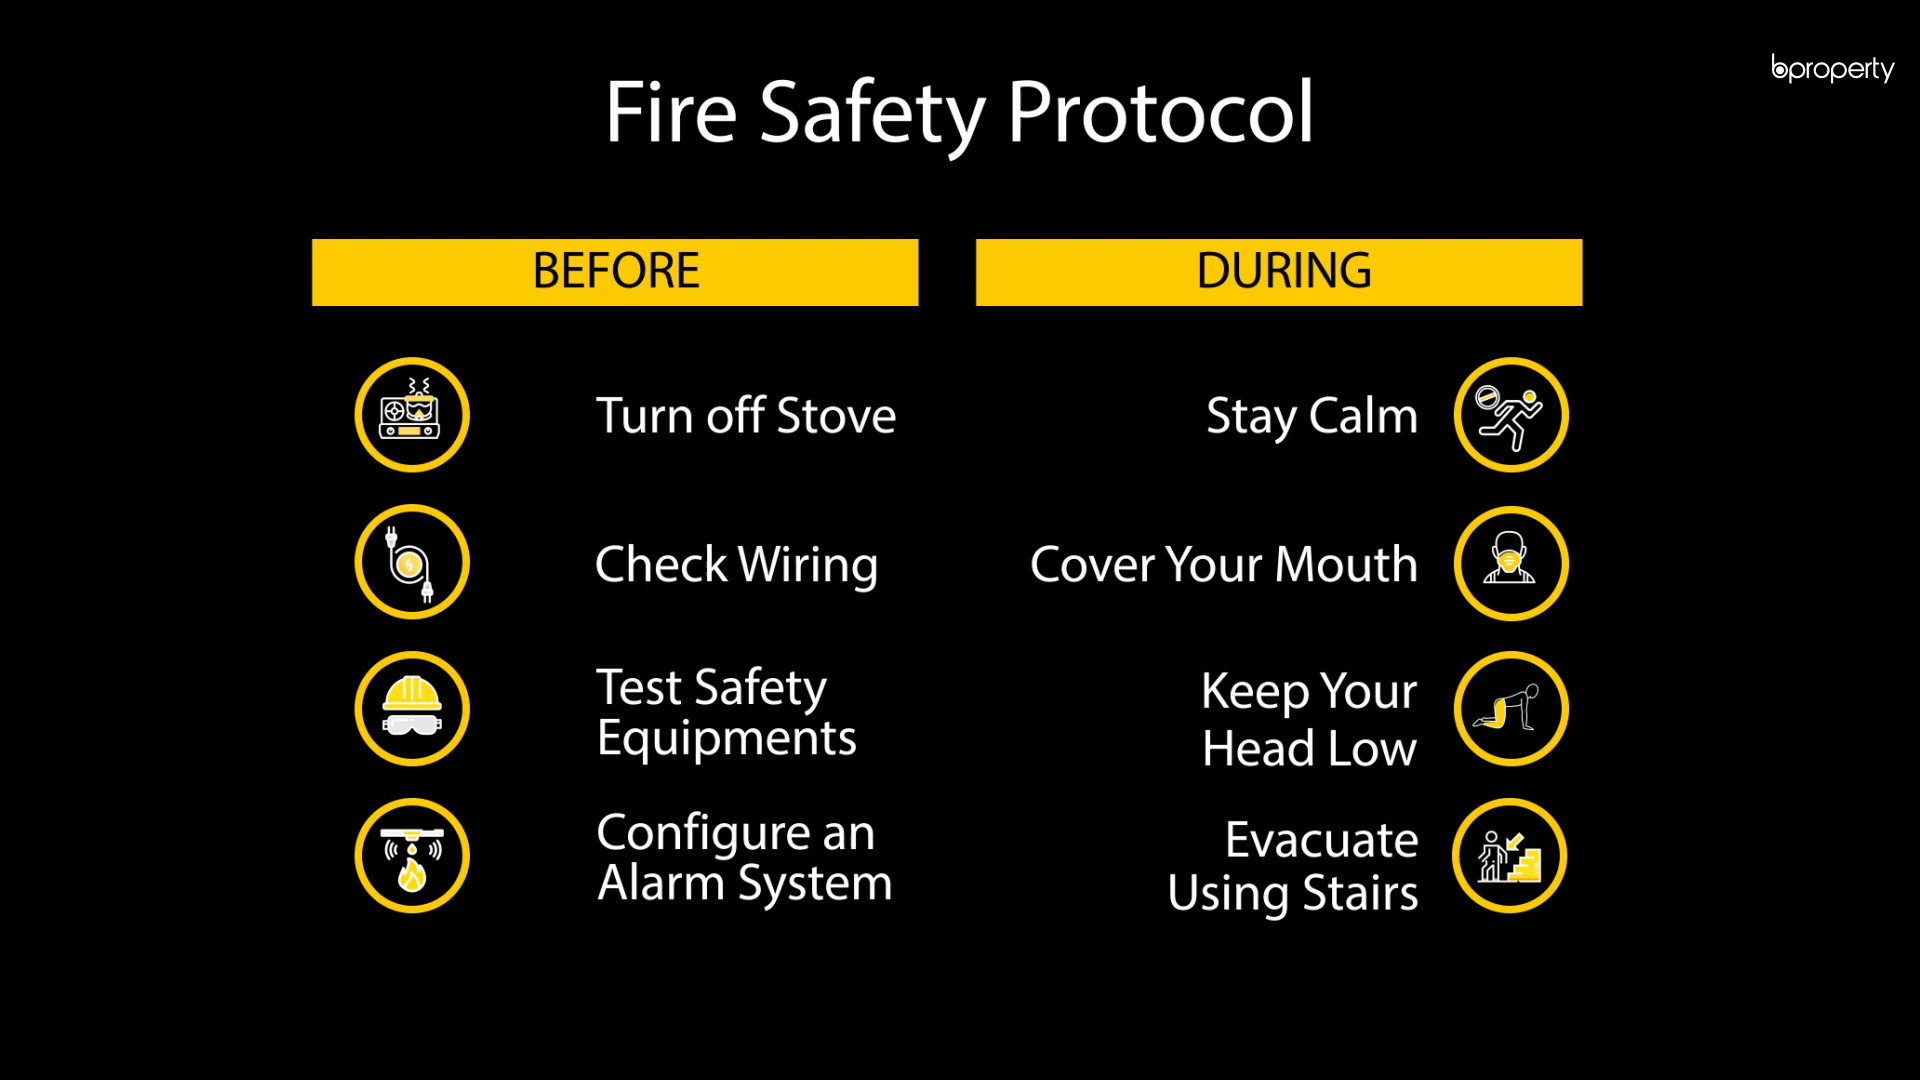 bproperty
Fire Safety Protocol
BEFORE
Turn off Stove
Check Wiring
Test Safety
Equipments
Configure an
Alarm System
DURING
Stay Calm
Cover Your Mouth
Keep Your
Head Low
Evacuate
Using Stairs